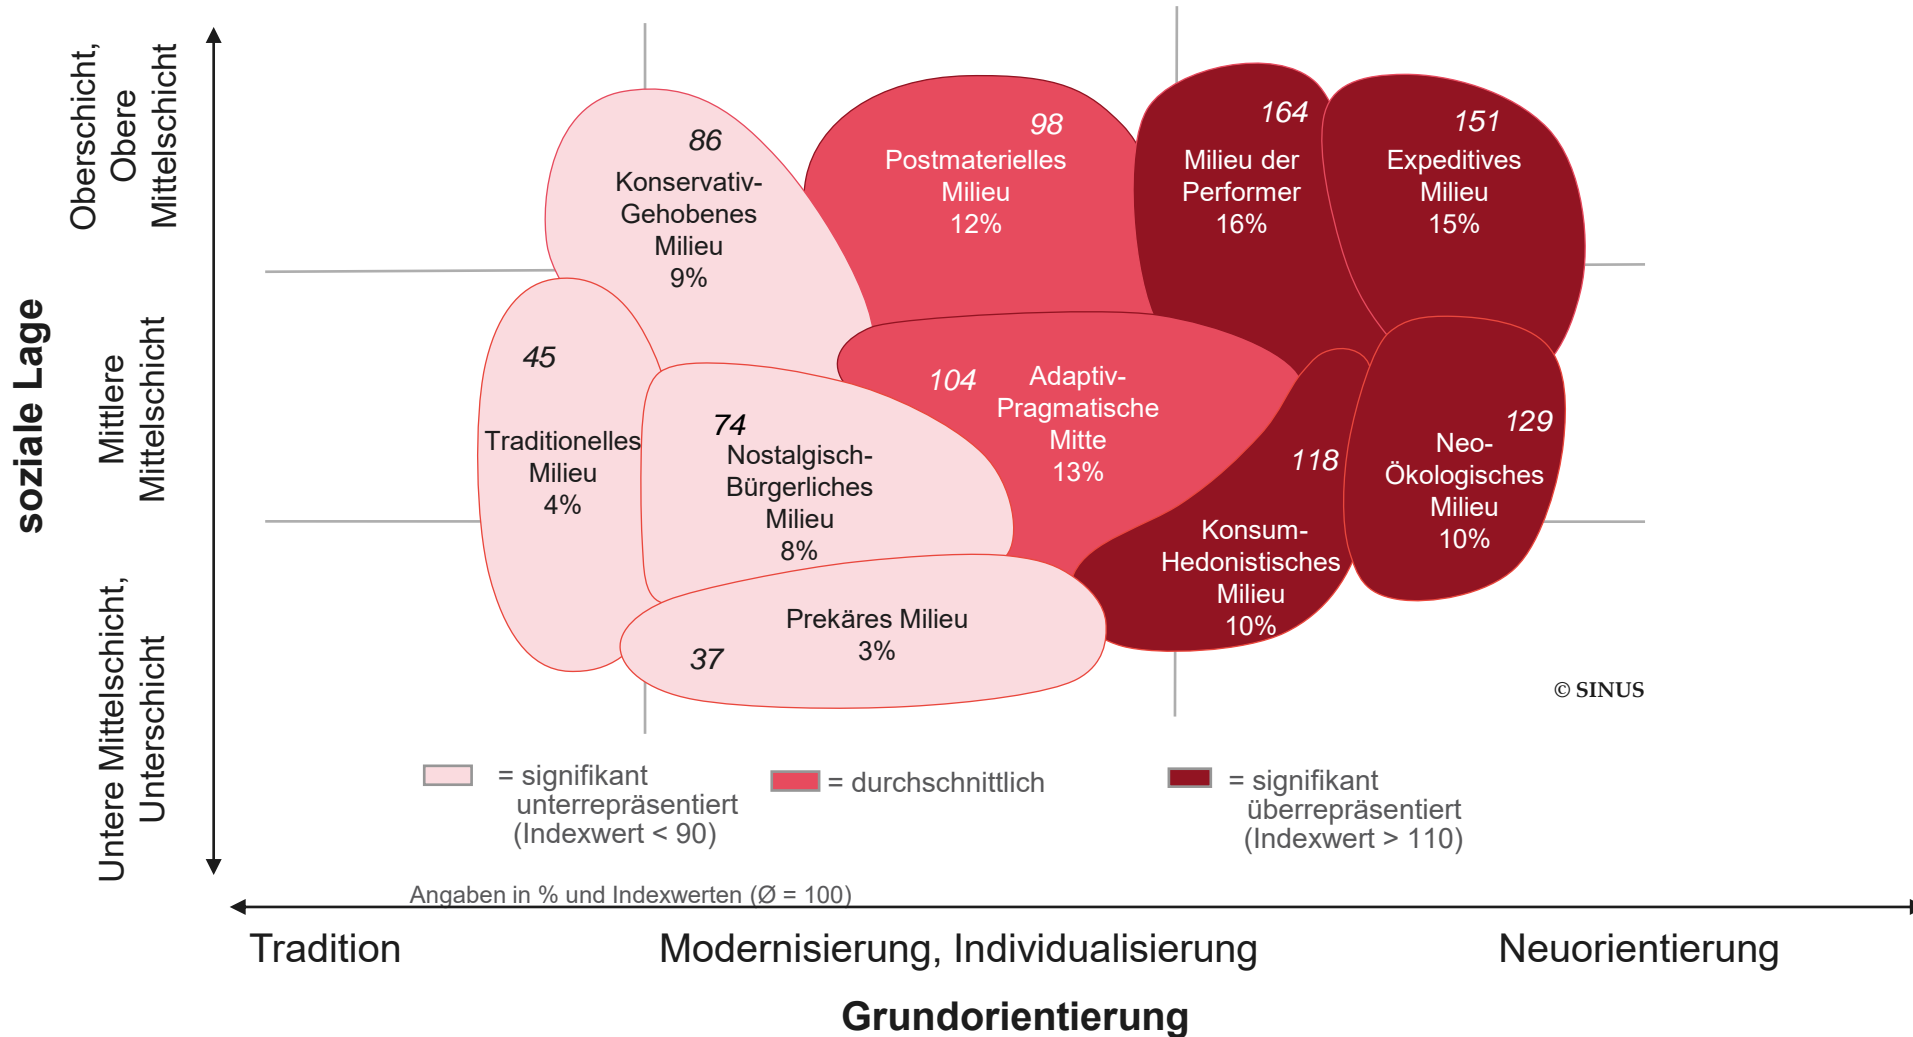 soziale Lage
Oberschicht,
Obere
Mittelschicht
Mittlere
Mittelschicht
Untere Mittelschicht,
Unterschicht
86
Konservativ-
Gehobenes
Milieu
9%
98
Postmaterielles
Milieu
12%
164
Milieu der
Performer
16%
151
Expeditives
Milieu
15%
45
Traditionelles
Milieu
4%
74
Nostalgisch-
Bürgerliches
Milieu
8%
104
Adaptiv-
Pragmatische
Mitte
13%
118
Konsum-
Hedonistisches
Milieu
10%
129
Neo-
Ökologisches
Milieu
10%
Prekäres Milieu
3%
37
© SINUS
= signifikant
unterrepräsentiert
(Indexwert < 90)
= durchschnittlich
= signifikant
überrepräsentiert
(Indexwert > 110)
Angaben in % und Indexwerten (Ø = 100)
Tradition
Modernisierung, Individualisierung
Neuorientierung
Grundorientierung